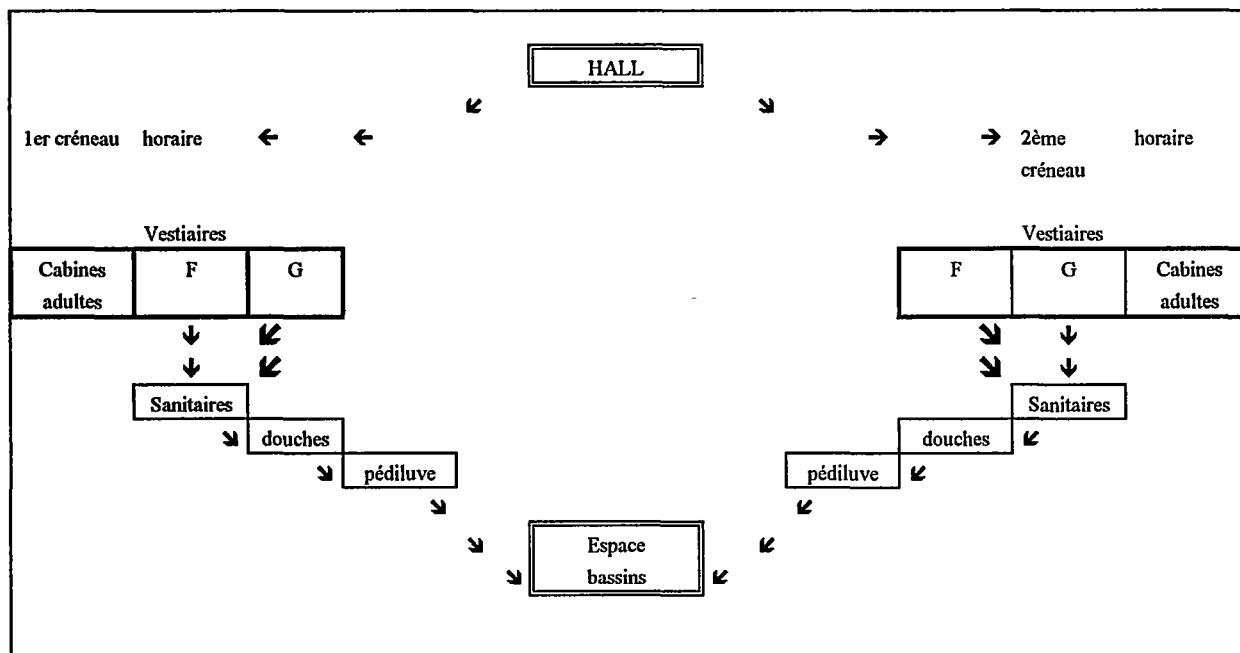 HALL
1er créneau horaire
2ème horaire
créneau
Vestiaires
Vestiaires
Cabines F G
adultes
F G Cabines
adultes
Sanitaires
Sanitaires
douches
douches
pédiluve
pédiluve
Espace
bassins